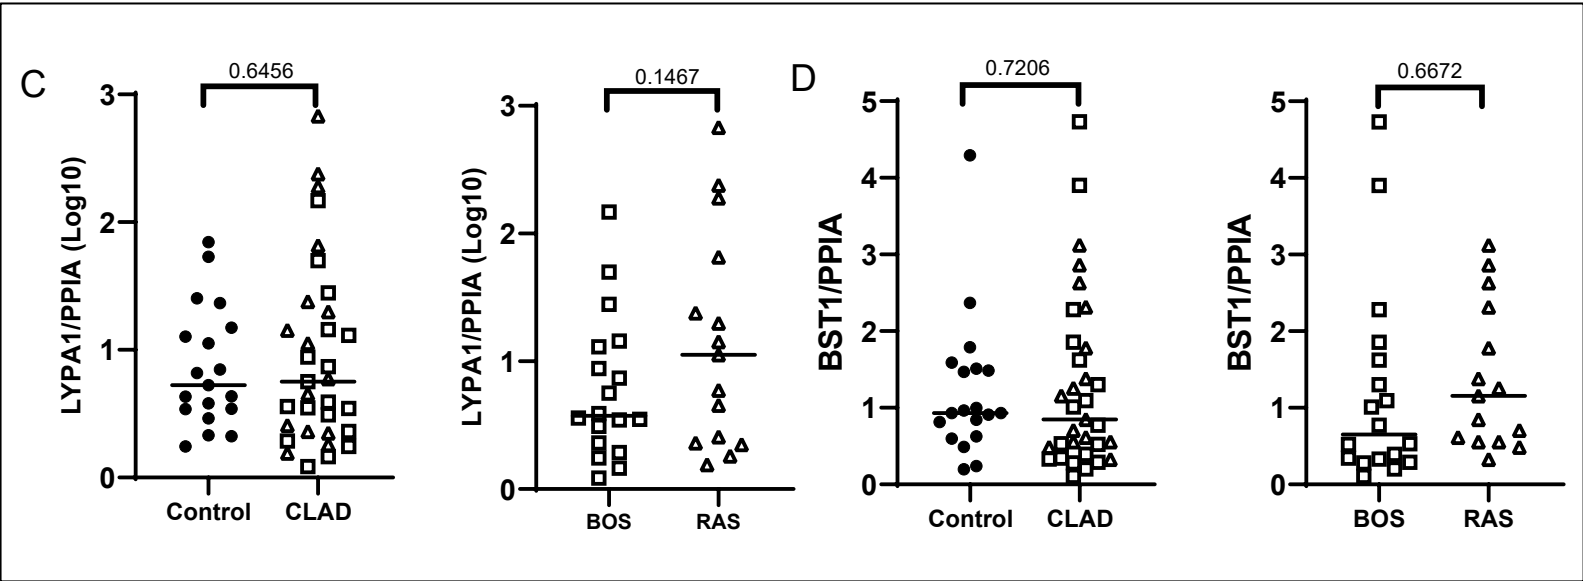 C
0.6456
LYPA1/PPIA (Log10)
3
2
1
0
Control
CLAD
0.1467
LYPA1/PPIA (Log10)
3
2
1
0
BOS
RAS
D
0.7206
BST1/PPIA
5
4
3
2
1
0
Control
CLAD
0.6672
BST1/PPIA
5
4
3
2
1
0
BOS
RAS